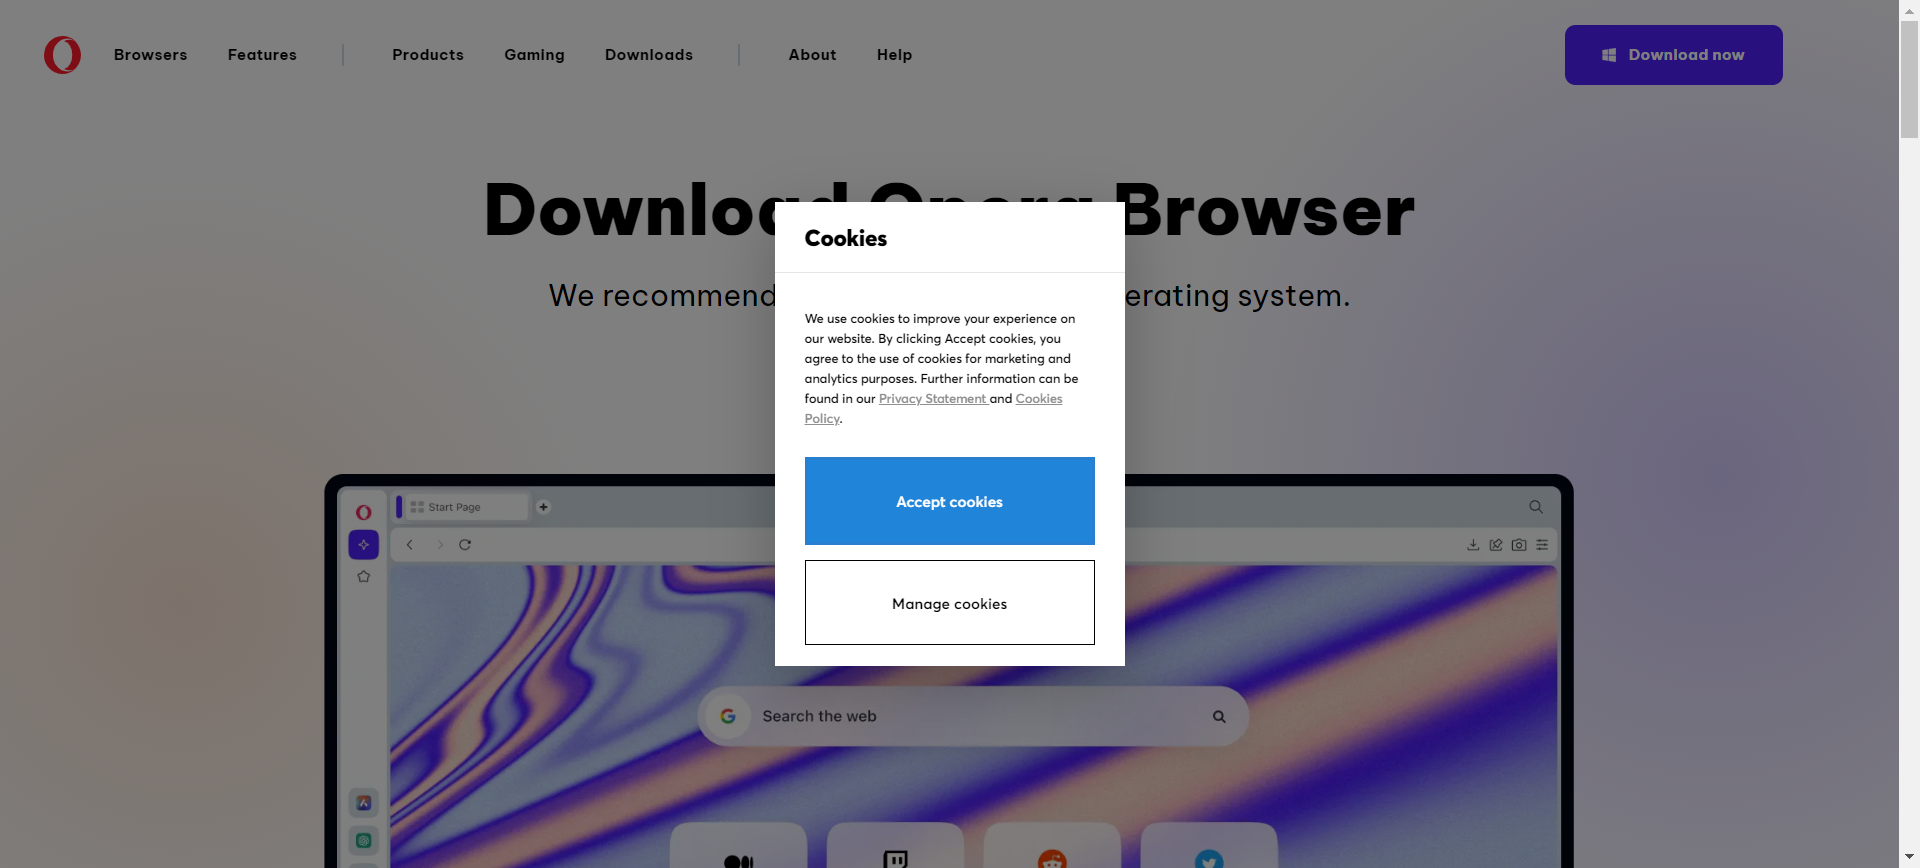 Browsers
Features
Products
Gaming
Downloads
About
Help
Download now
Browser
We recommend
erating system.
Cookies
We use cookies to improve your experience on
our website. By clicking Accept cookies, you
agree to the use of cookies for marketing and
analytics purposes. Further information can be
found in our Privacy Statement and Cookies
Policy.
Accept cookies
Manage cookies
Start Page
Search the web